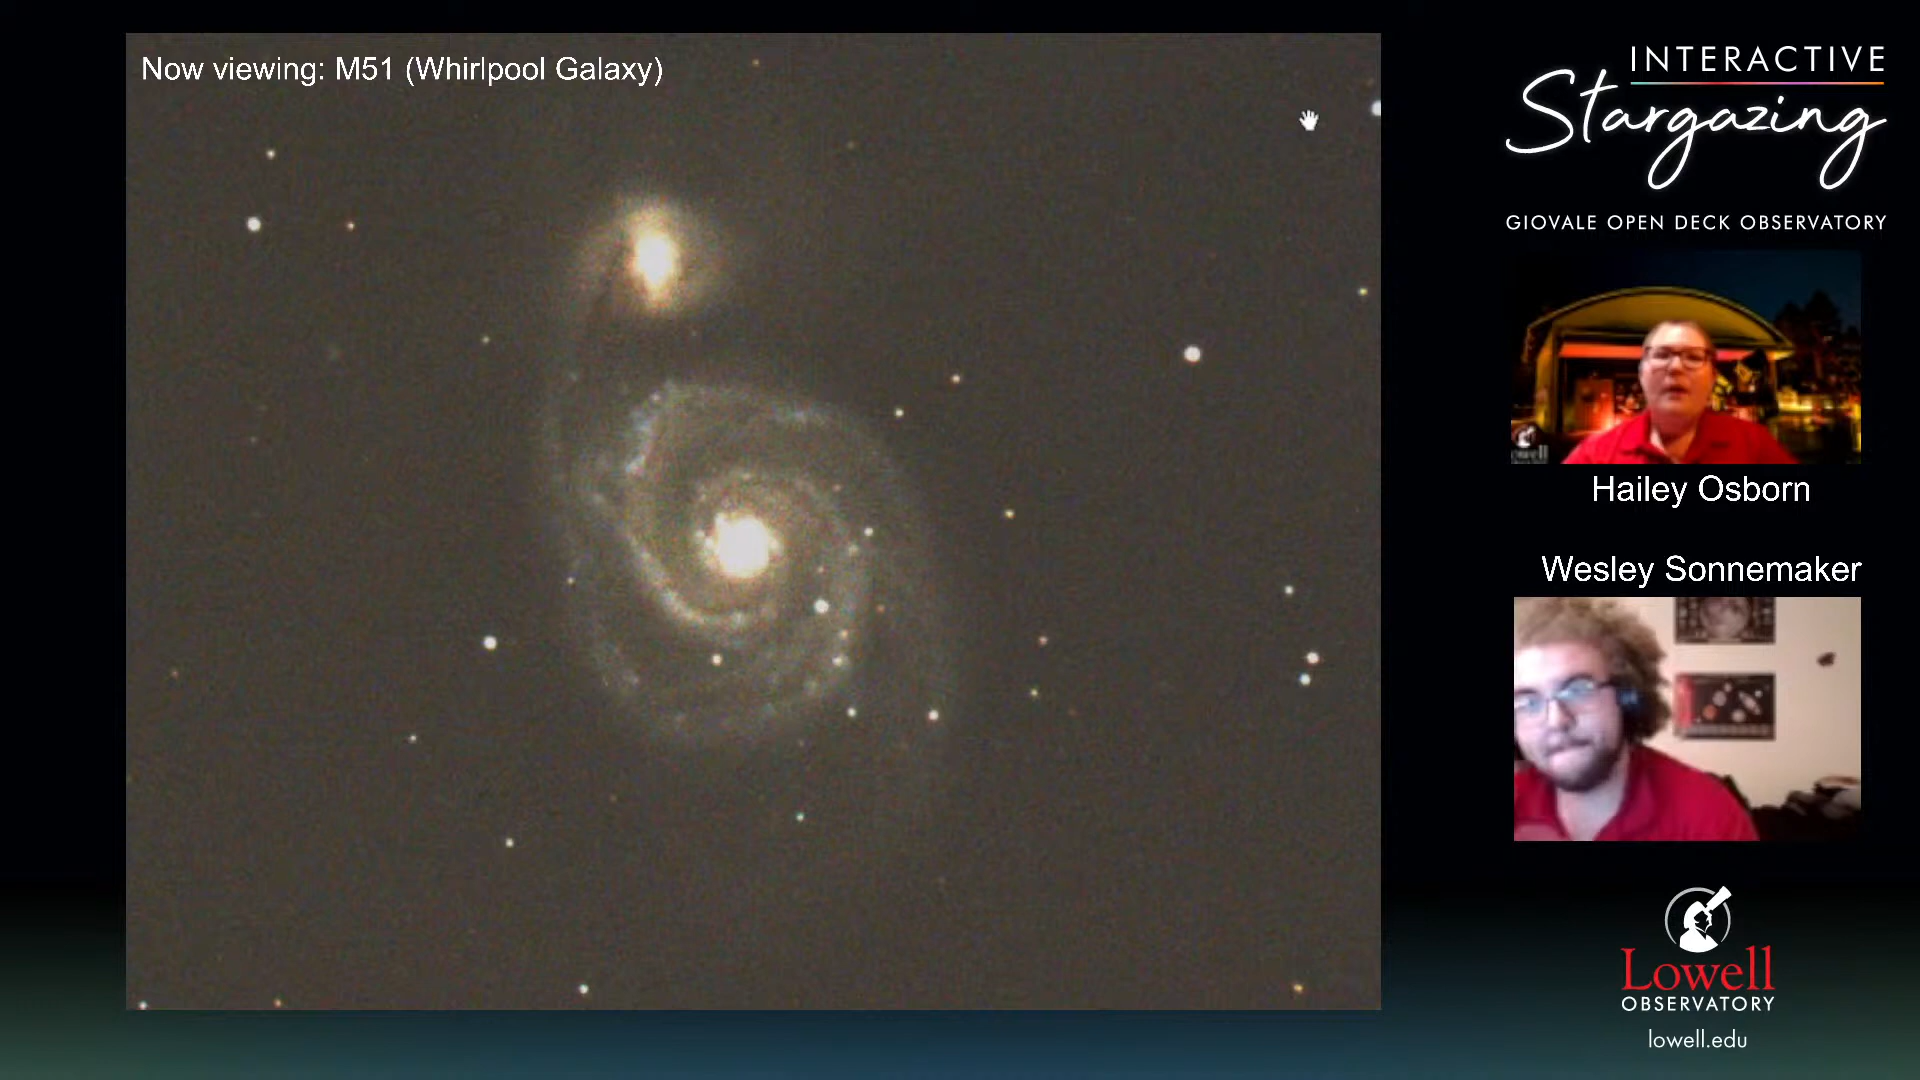 Now viewing: M51 (Whirlpool Galaxy)
INTERACTIVE
Stargazing
GIOVALE OPEN DECK OBSERVATORY
Hailey Osborn
Wesley Sonnemaker
LOWELL
OBSERVATORY
lowell.edu